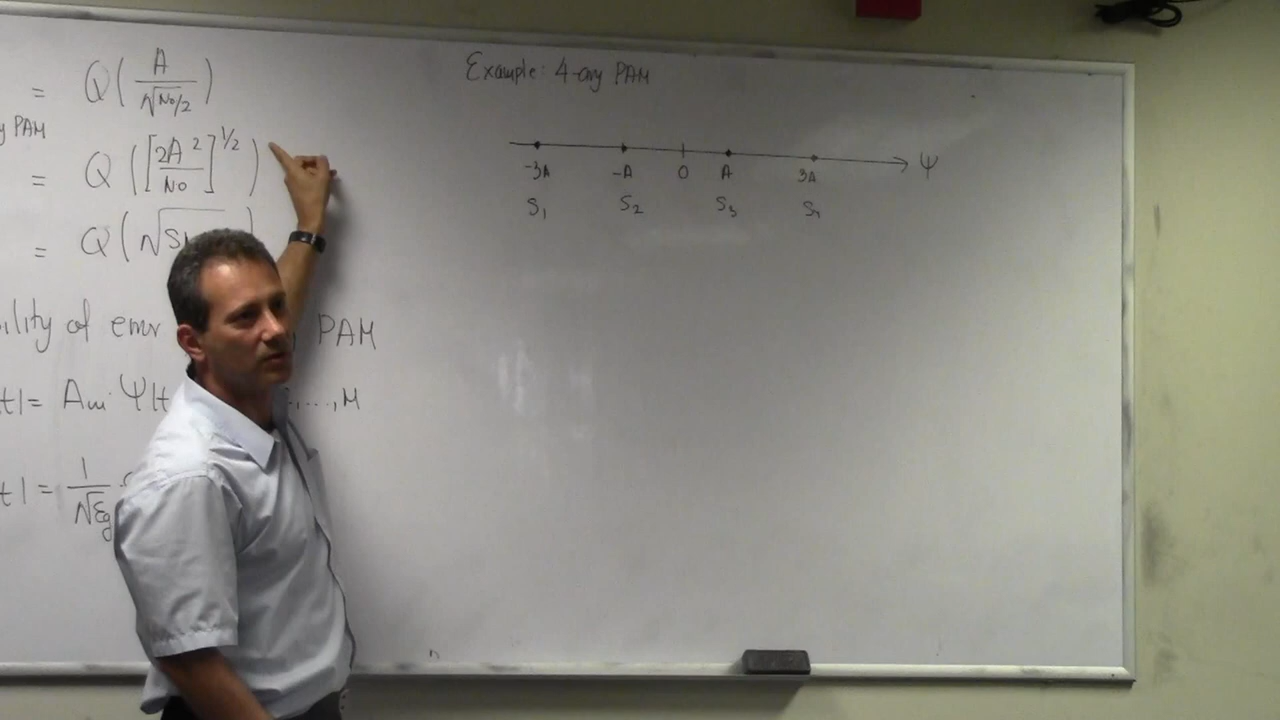 = Q( A / √No/2 )
y PAM
= Q( [ 2A² / No ]^1/2 )
= Q( √S
ility of error PAM
t) = Am Ψ(t ,...,M
t) = 1 / √Eg
Example: 4-ary PAM
-3A -A 0 A 3A Ψ
S1 S2 S3 S4